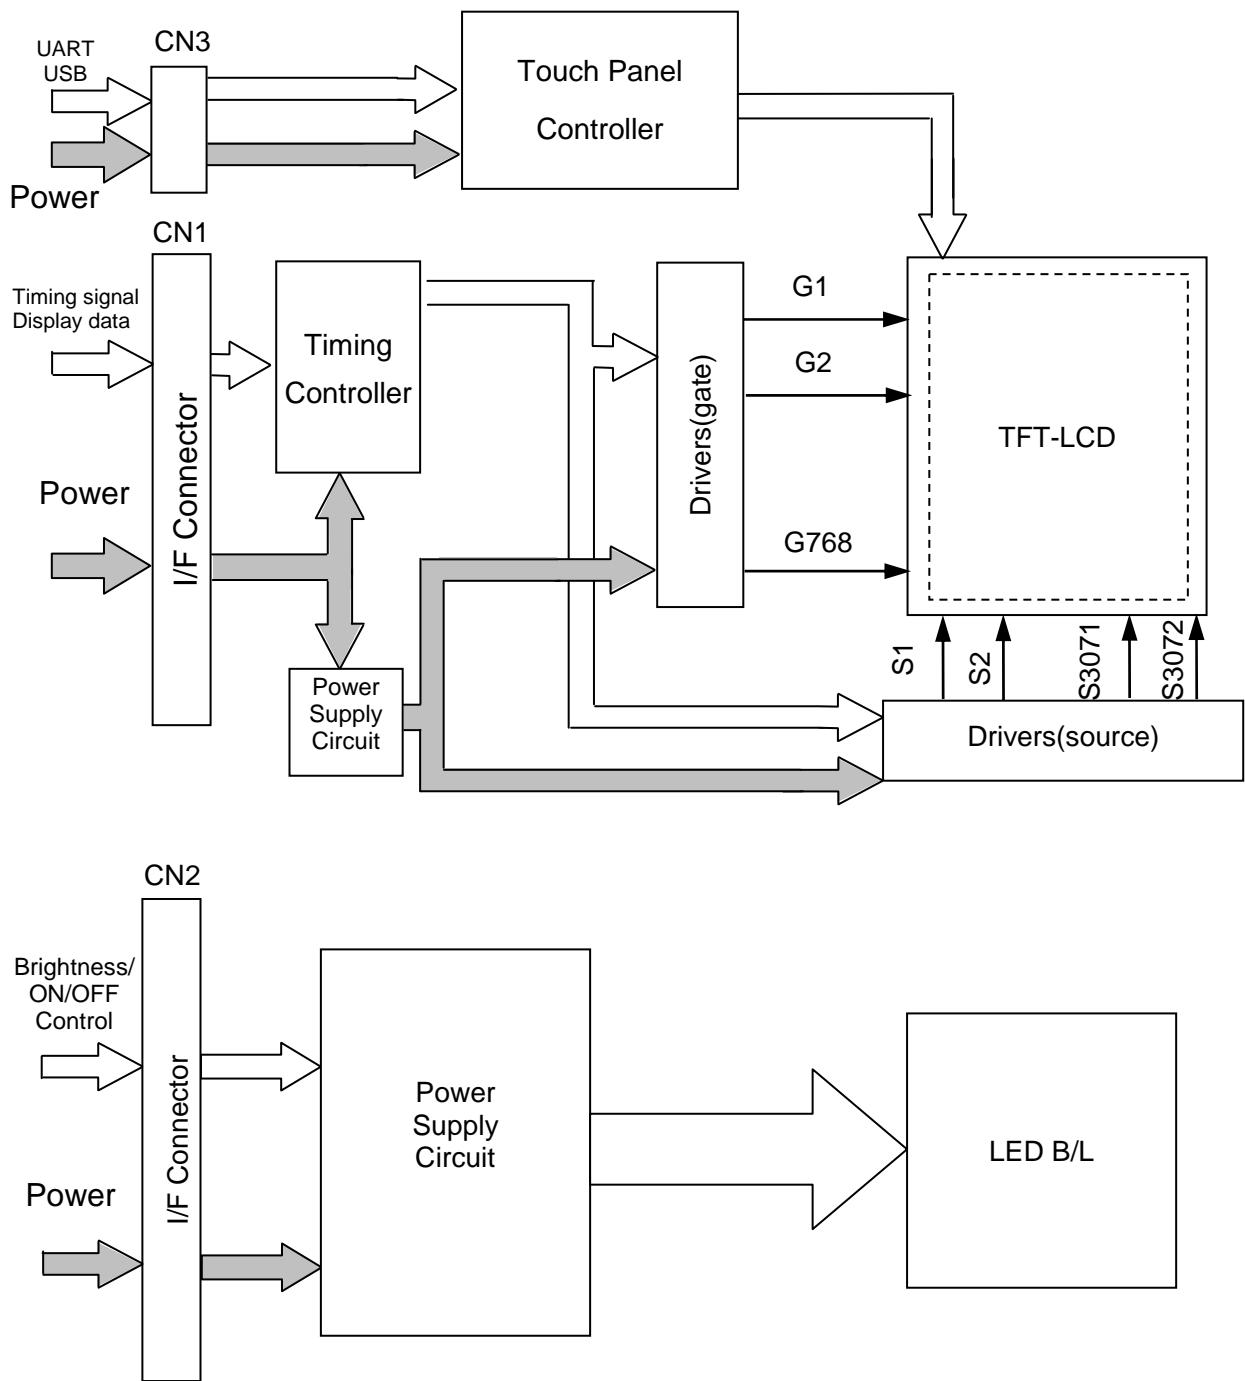 UART
USB
CN3
Power
Touch Panel
Controller
CN1
Timing signal
Display data
Power
I/F Connector
Timing
Controller
Power
Supply
Circuit
Drivers(gate)
G1
G2
G768
TFT-LCD
S1
S2
S3071
S3072
Drivers(source)
CN2
Brightness/
ON/OFF
Control
Power
I/F Connector
Power
Supply
Circuit
LED B/L